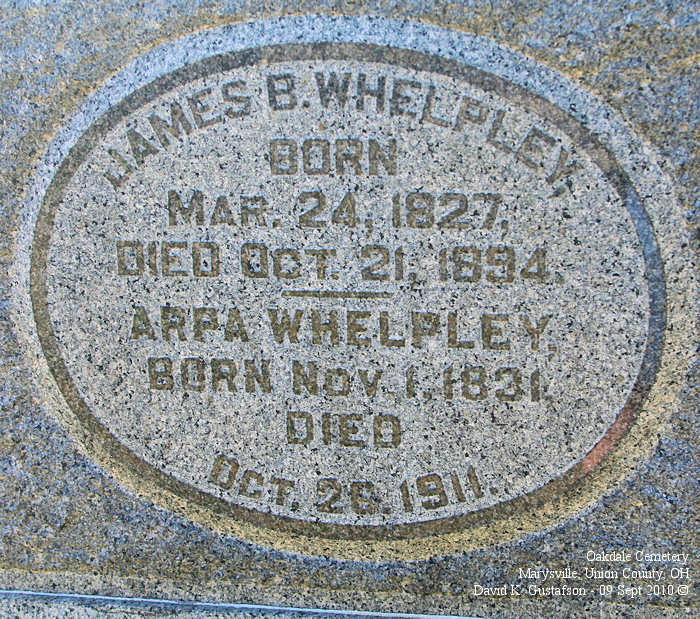 JAMES B. WHELPLEY,
BORN
MAR. 24, 1827,
DIED OCT. 21, 1894.
ARPA WHELPLEY,
BORN NOV. 1, 1831.
DIED
OCT. 26, 1911.
Oakdale Cemetery
Marysville, Union County, OH
David K. Gustafson - 09 Sept 2010 ©